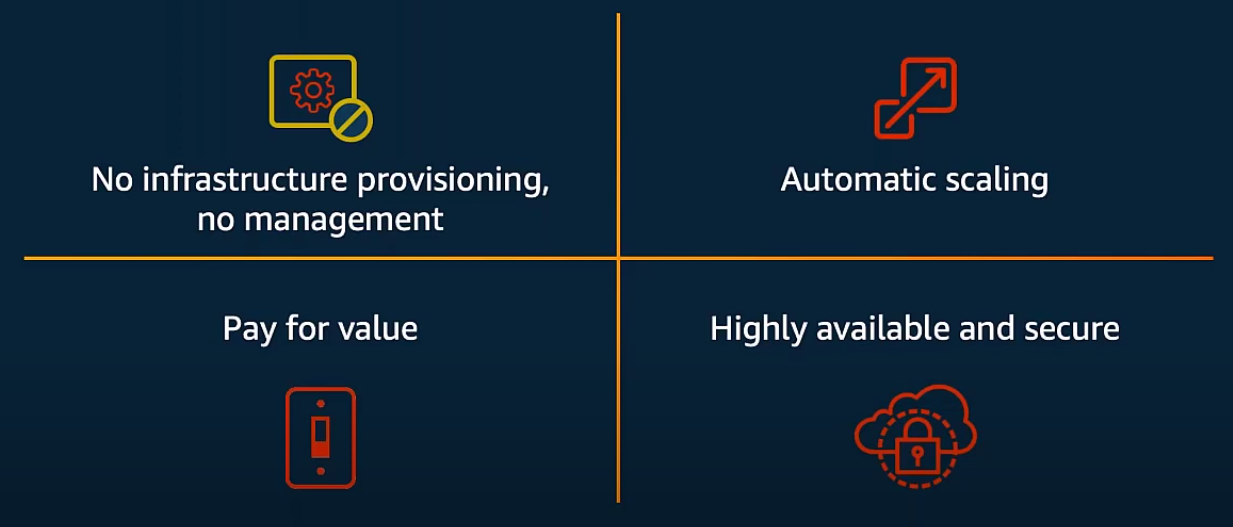 No infrastructure provisioning,
no management
Automatic scaling
Pay for value
Highly available and secure